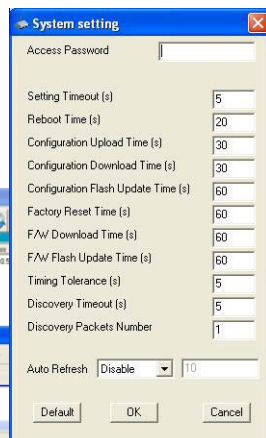 System setting
Access Password
Setting Timeout (s) 5
Reboot Time (s) 20
Configuration Upload Time (s) 30
Configuration Download Time (s) 30
Configuration Flash Update Time (s) 60
Factory Reset Time (s) 60
F/W Download Time (s) 60
F/W Flash Update Time (s) 60
Timing Tolerance (s) 5
Discovery Timeout (s) 5
Discovery Packets Number 1
Auto Refresh Disable 10
Default OK Cancel